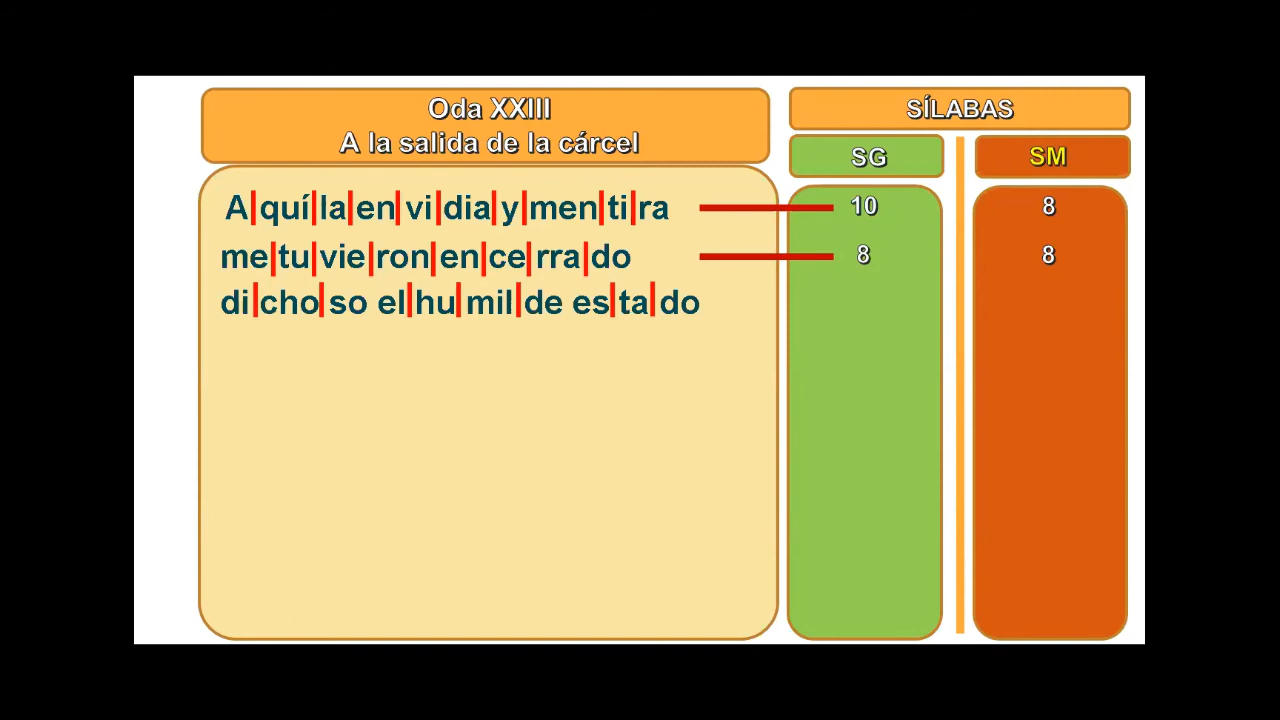 Oda XXIII
A la salida de la cárcel
SÍLABAS
SG
SM
A|quí|la|en|vi|dia|y|men|ti|ra
10
8
me|tu|vie|ron|en|ce|rra|do
8
8
di|cho|so el|hu|mil|de es|ta|do